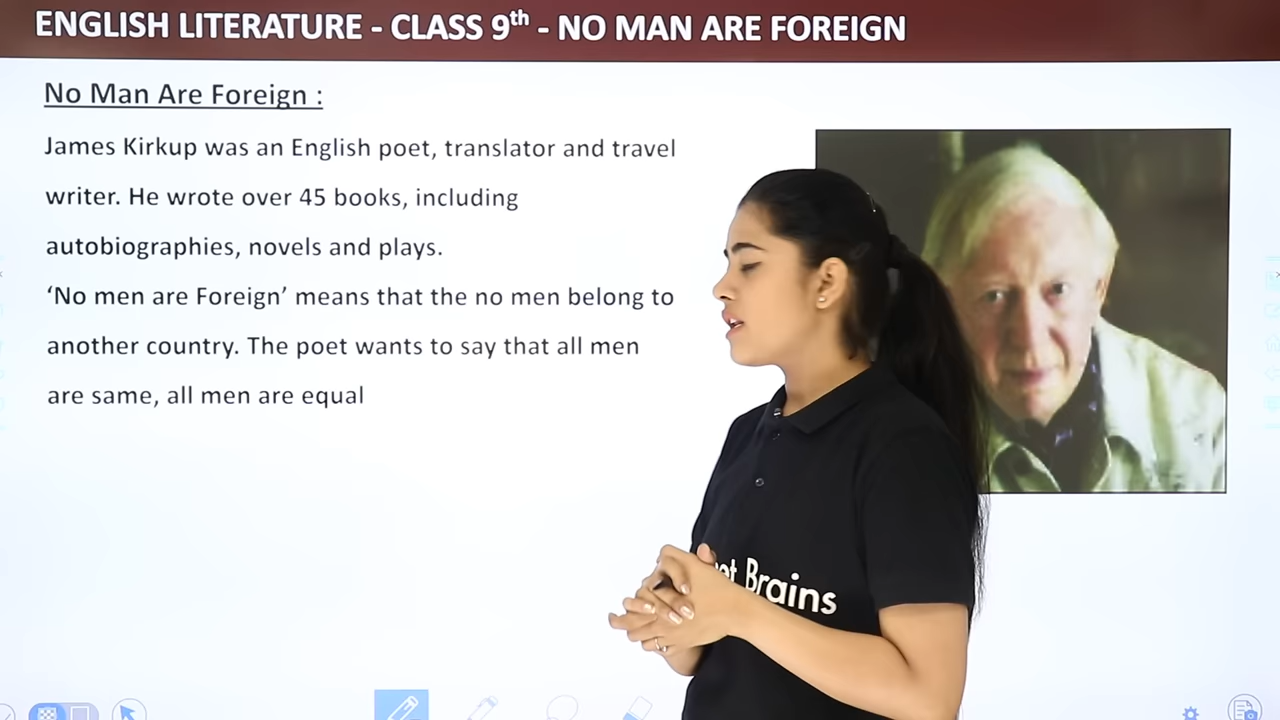 ENGLISH LITERATURE - CLASS 9th - NO MAN ARE FOREIGN
No Man Are Foreign :
James Kirkup was an English poet, translator and travel
writer. He wrote over 45 books, including
autobiographies, novels and plays.
‘No men are Foreign’ means that the no men belong to
another country. The poet wants to say that all men
are same, all men are equal
Brains